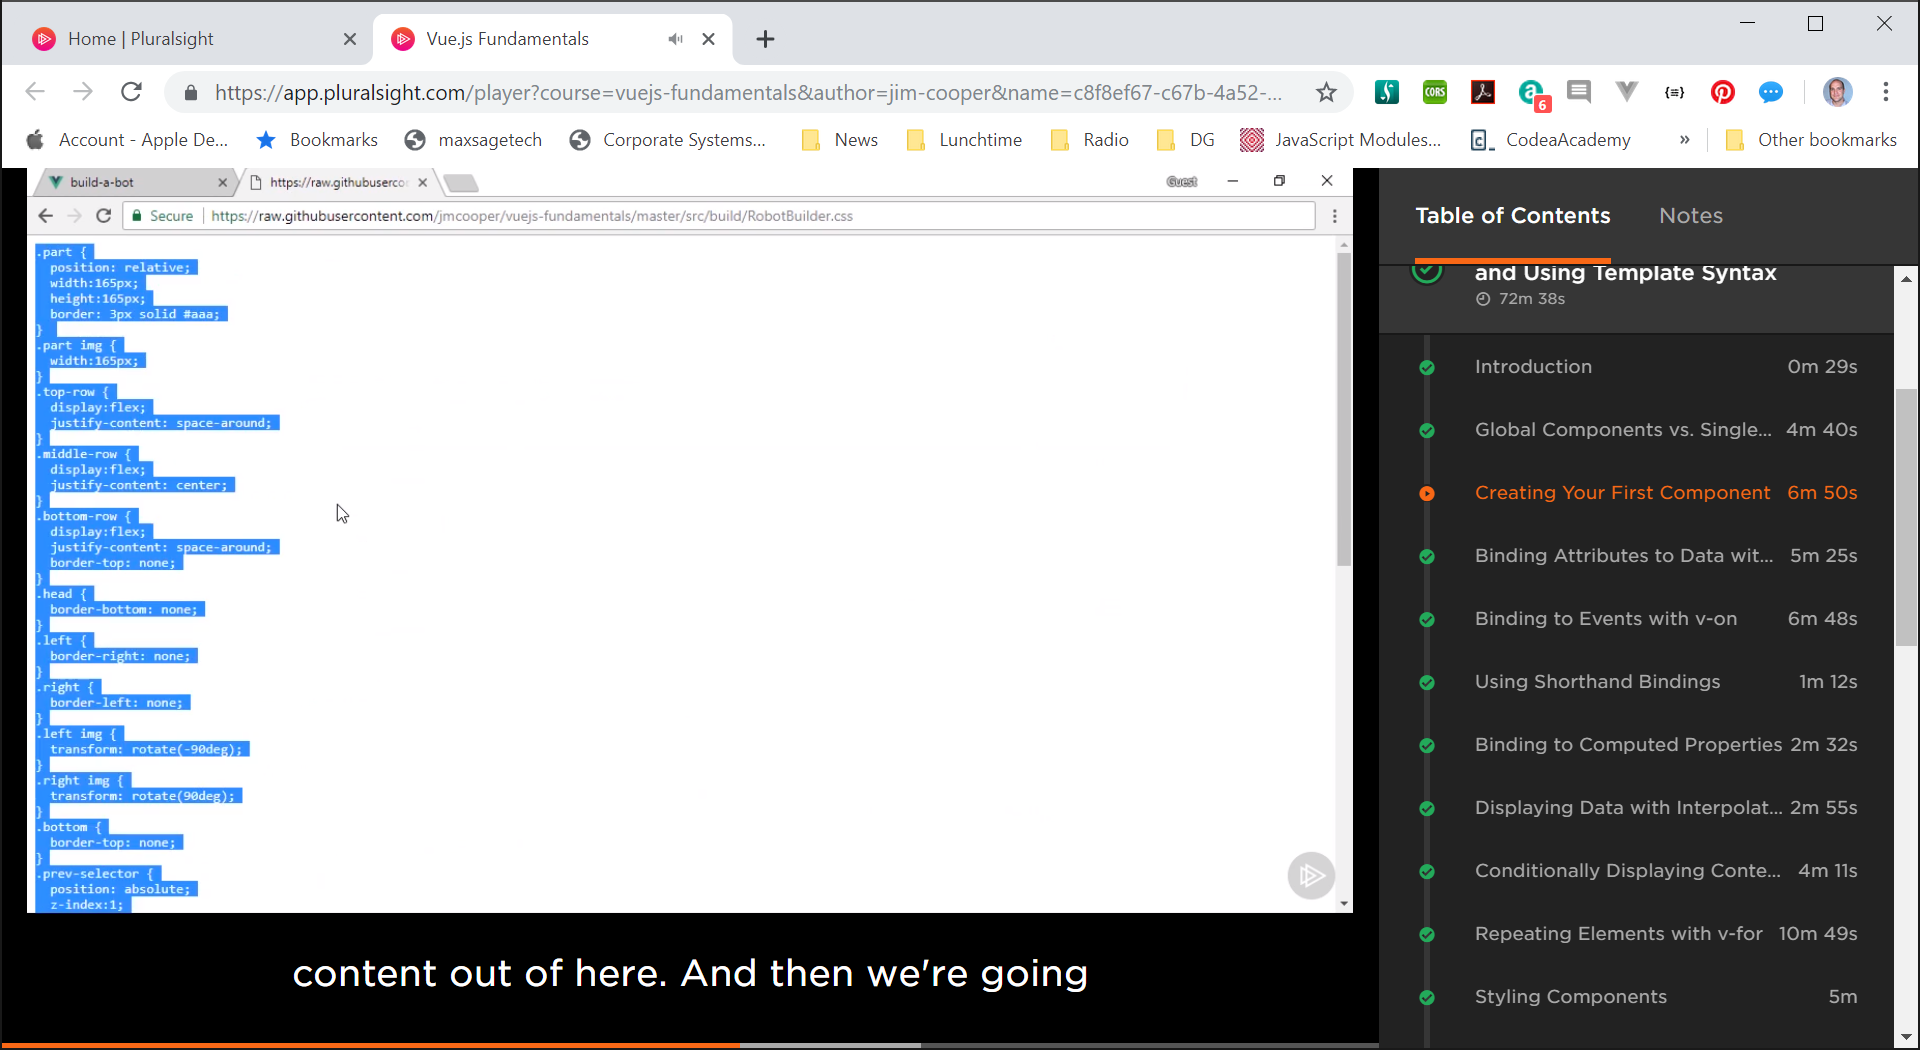 Home | Pluralsight
Vue.js Fundamentals
https://app.pluralsight.com/player?course=vuejs-fundamentals&author=jim-cooper&name=c8f8ef67-c67b-4a52-...
CORS
6
{≡}
Account - Apple De...
Bookmarks
maxsagetech
Corporate Systems...
News
Lunchtime
Radio
DG
JavaScript Modules...
CodeaAcademy
»
Other bookmarks
build-a-bot
https://raw.githubuserco
Guest
Secure
https://raw.githubusercontent.com/jmcooper/vuejs-fundamentals/master/src/build/RobotBuilder.css
.part {
position: relative;
width:165px;
height:165px;
border: 3px solid #aaa;
}
.part img {
width:165px;
}
.top-row {
display:flex;
justify-content: space-around;
}
.middle-row {
display:flex;
justify-content: center;
}
.bottom-row {
display:flex;
justify-content: space-around;
border-top: none;
}
.head {
border-bottom: none;
}
.left {
border-right: none;
}
.right {
border-left: none;
}
.left img {
transform: rotate(-90deg);
}
.right img {
transform: rotate(90deg);
}
.bottom {
border-top: none;
}
.prev-selector {
position: absolute;
z-index:1;
content out of here. And then we're going
Table of Contents
Notes
and Using Template Syntax
72m 38s
Introduction 0m 29s
Global Components vs. Single... 4m 40s
Creating Your First Component 6m 50s
Binding Attributes to Data wit... 5m 25s
Binding to Events with v-on 6m 48s
Using Shorthand Bindings 1m 12s
Binding to Computed Properties 2m 32s
Displaying Data with Interpolat... 2m 55s
Conditionally Displaying Conte... 4m 11s
Repeating Elements with v-for 10m 49s
Styling Components 5m